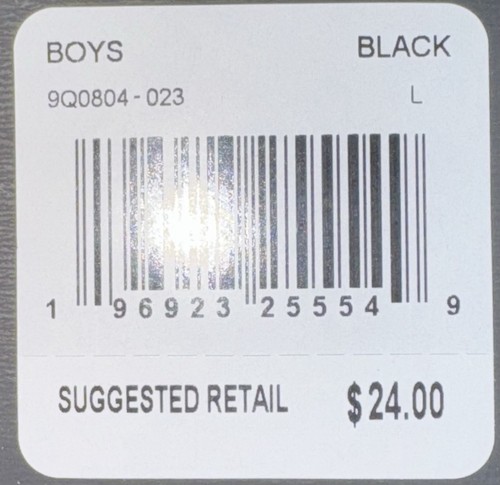 BOYS BLACK
9Q0804-023 L
1 96923 25554 9
SUGGESTED RETAIL $24.00